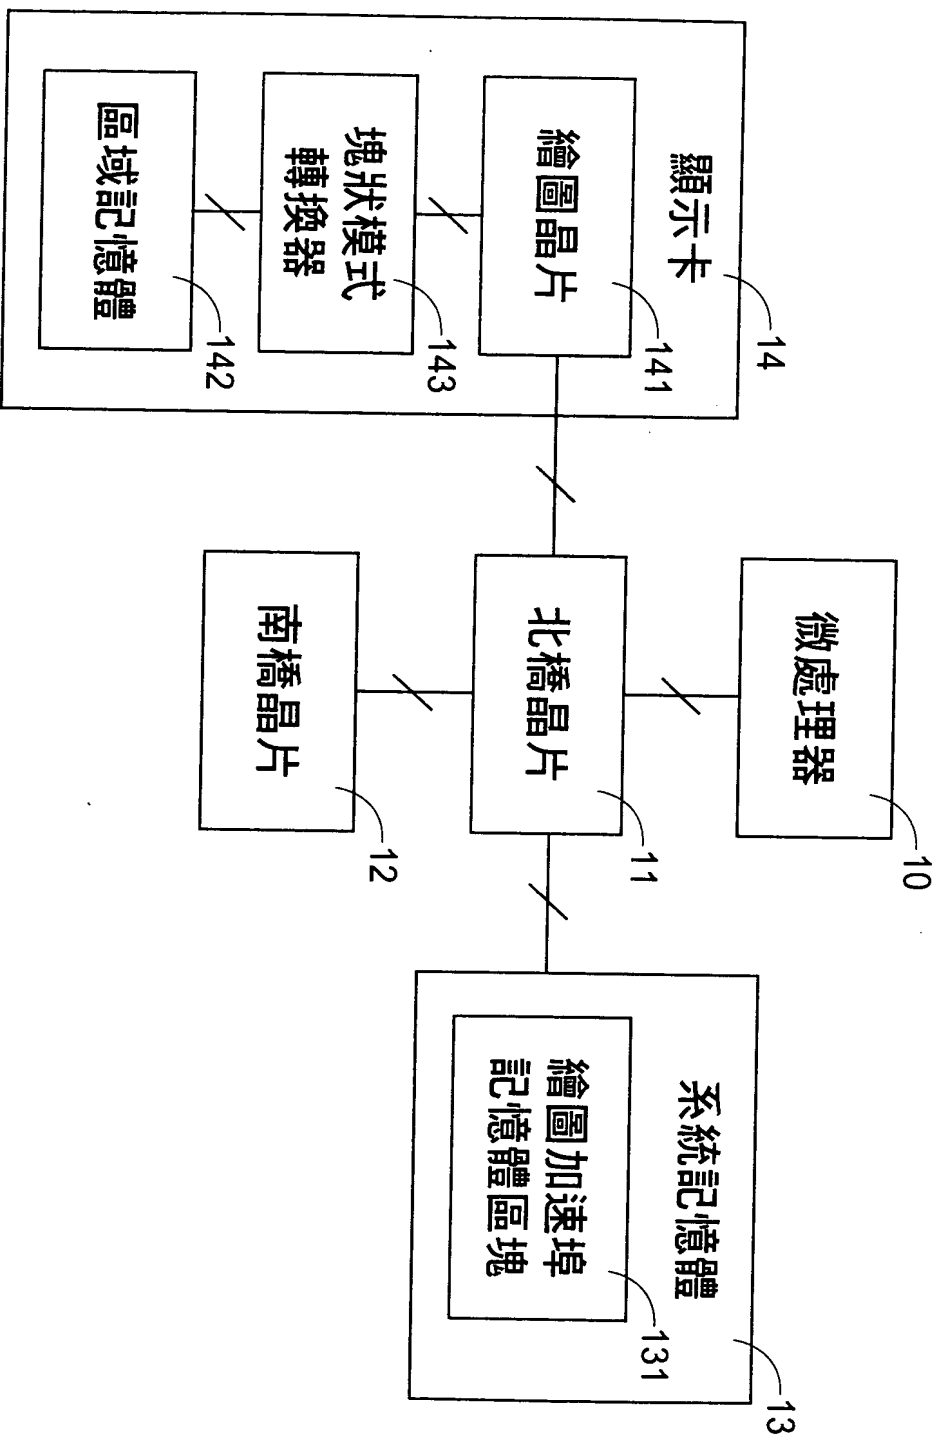 微處理器
10
顯示卡
14
繪圖晶片
141
塊狀模式
轉換器
143
區域記憶體
142
北橋晶片
11
南橋晶片
12
系統記憶體
13
繪圖加速埠
記憶體區塊
131